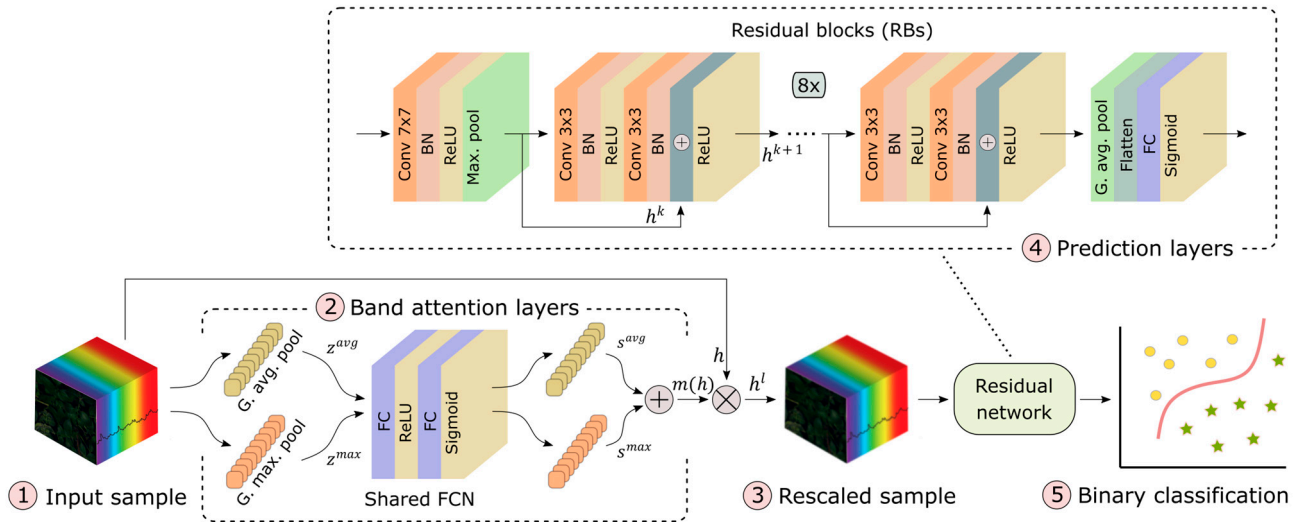 Residual blocks (RBs)
8x
Conv 7x7
BN
ReLU
Max. pool
Conv 3x3
BN
ReLU
Conv 3x3
BN
+
ReLU
h^k
h^{k+1}
Conv 3x3
BN
ReLU
Conv 3x3
BN
+
ReLU
G. avg. pool
Flatten
FC
Sigmoid
4 Prediction layers
2 Band attention layers
G. avg. pool
z^{avg}
G. max. pool
z^{max}
FC
ReLU
FC
Sigmoid
Shared FCN
s^{avg}
s^{max}
+
m(h)
h
×
h^l
Residual
network
1 Input sample
3 Rescaled sample
5 Binary classification